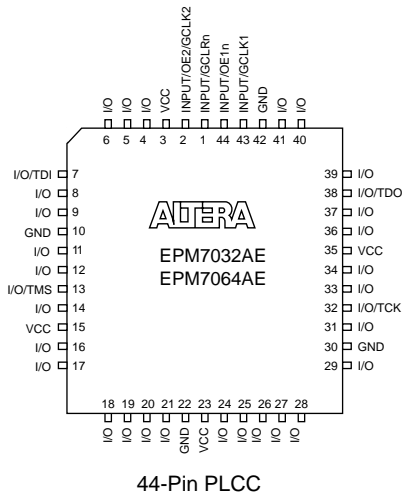 I/O
I/O
I/O
VCC
INPUT/OE2/GCLK2
INPUT/GCLRn
INPUT/OE1n
INPUT/GCLK1
GND
I/O
I/O
6 5 4 3 2 1 44 43 42 41 40
I/O/TDI 7
I/O 8
I/O 9
GND 10
I/O 11
I/O 12
I/O/TMS 13
I/O 14
VCC 15
I/O 16
I/O 17
ALTERA
EPM7032AE
EPM7064AE
39 I/O
38 I/O/TDO
37 I/O
36 I/O
35 VCC
34 I/O
33 I/O
32 I/O/TCK
31 I/O
30 GND
29 I/O
18 19 20 21 22 23 24 25 26 27 28
I/O
I/O
I/O
I/O
GND
VCC
I/O
I/O
I/O
I/O
I/O
44-Pin PLCC